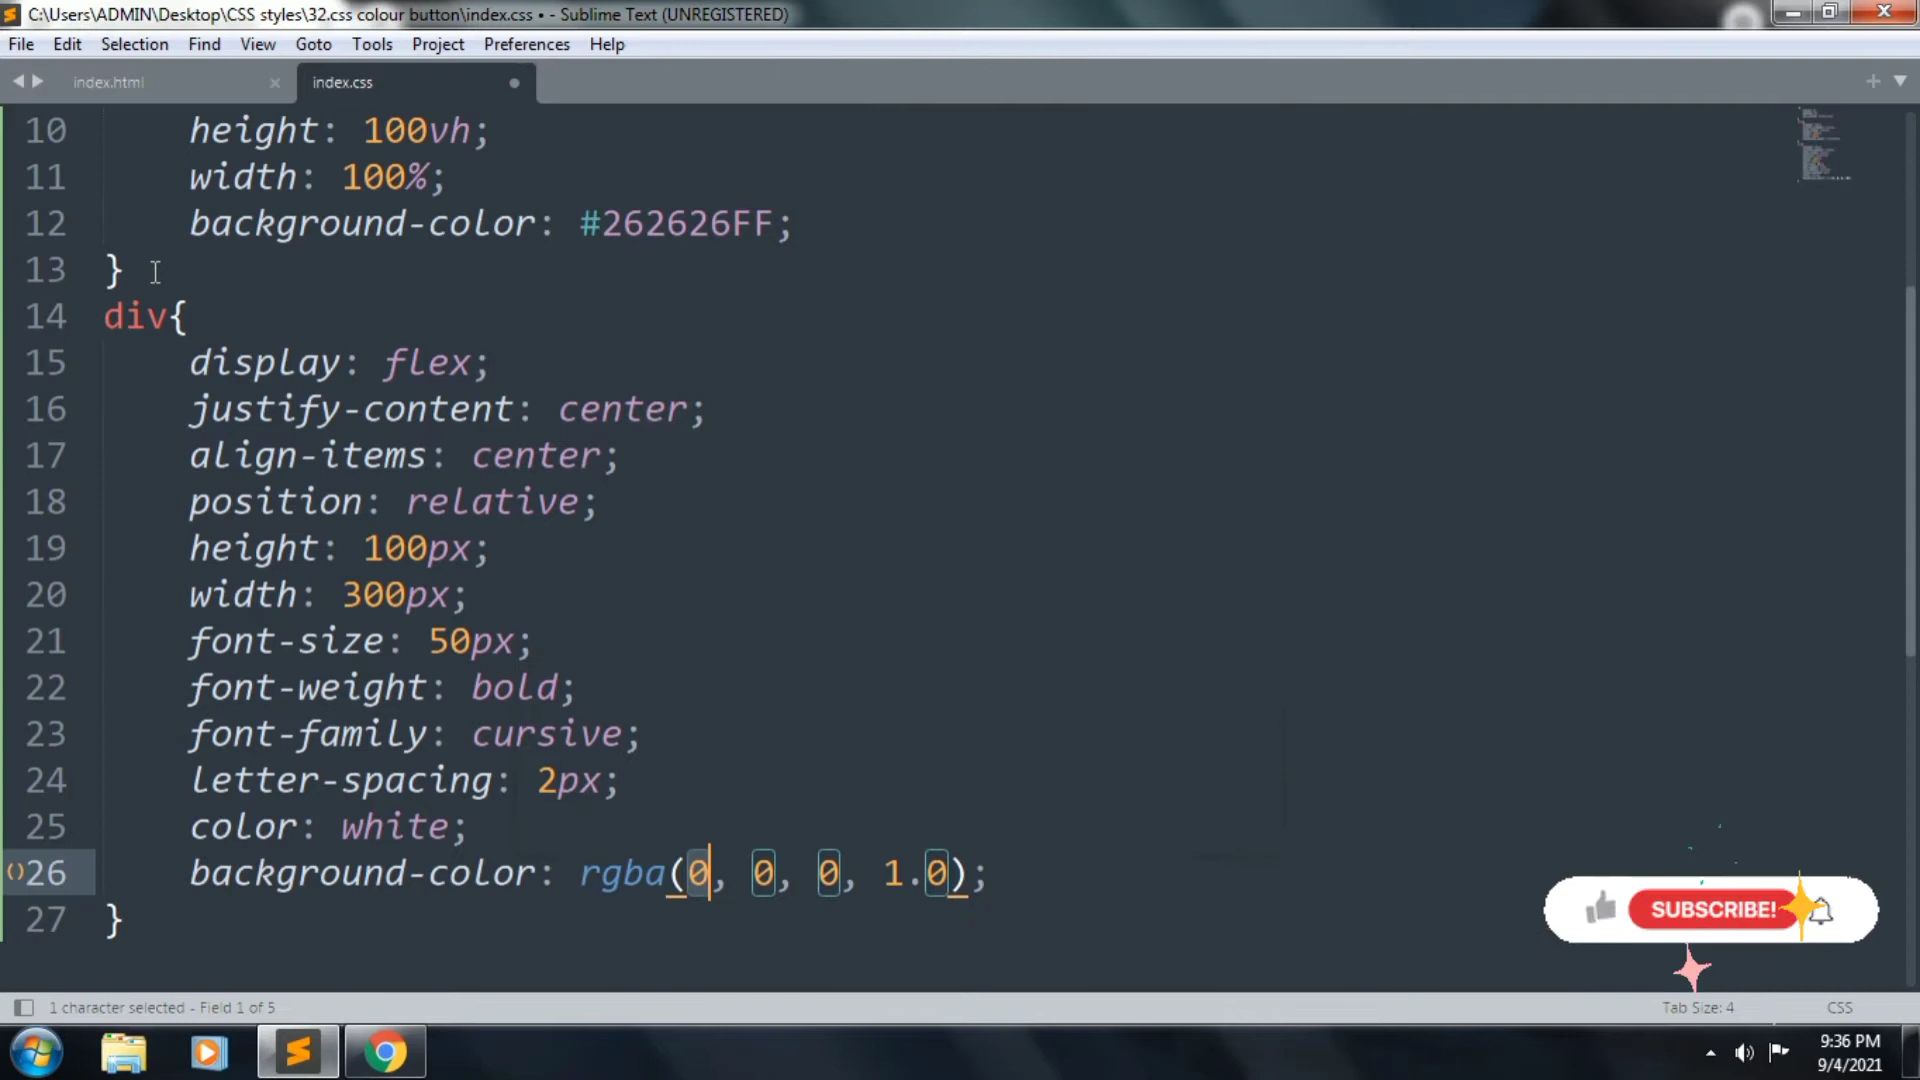 C:\Users\ADMIN\Desktop\CSS styles\32.css colour button\index.css • - Sublime Text (UNREGISTERED)
File Edit Selection Find View Goto Tools Project Preferences Help
index.html index.css
10 height: 100vh;
11 width: 100%;
12 background-color: #262626FF;
13 }
14 div{
15 display: flex;
16 justify-content: center;
17 align-items: center;
18 position: relative;
19 height: 100px;
20 width: 300px;
21 font-size: 50px;
22 font-weight: bold;
23 font-family: cursive;
24 letter-spacing: 2px;
25 color: white;
26 background-color: rgba(0, 0, 0, 1.0);
27 }
SUBSCRIBE!
1 character selected - Field 1 of 5 Tab Size: 4 CSS
9:36 PM
9/4/2021